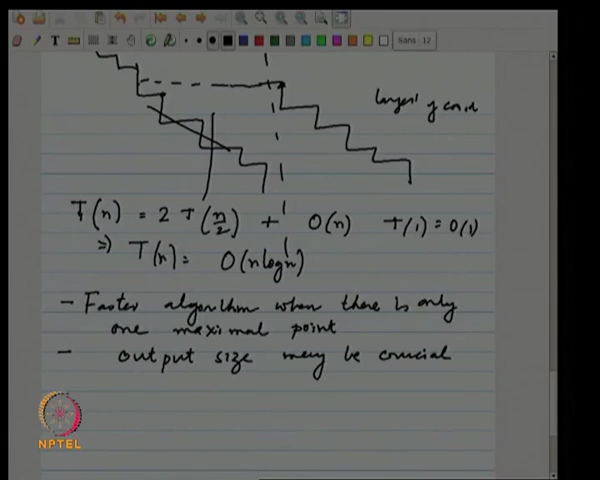 Sans 12
largest y coord
T(n) = 2 T(n/2) + O(n) T(1) = O(1)
=) T(n) = O(n log n)
- Faster algorithm when there is only
one maximal point
- output size may be crucial
NPTEL